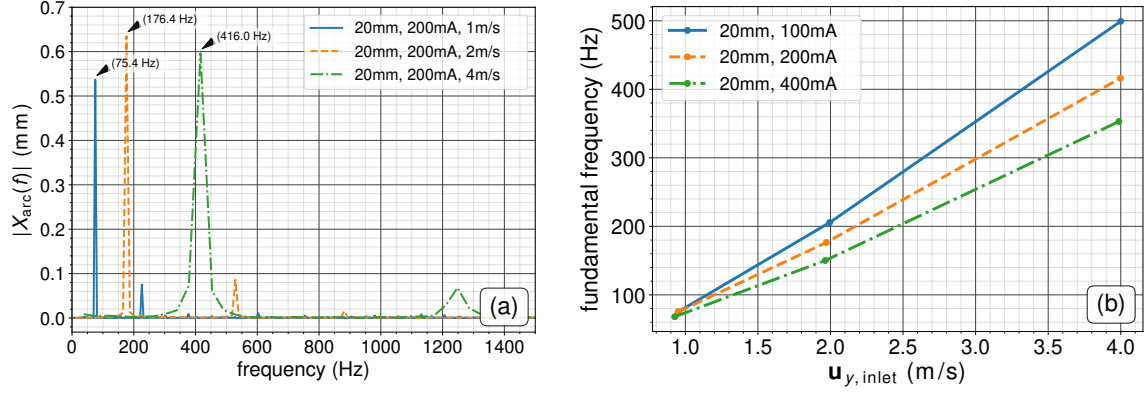 (176.4 Hz)
(416.0 Hz)
(75.4 Hz)
20mm, 200mA, 1m/s
20mm, 200mA, 2m/s
20mm, 200mA, 4m/s
0.7
0.6
0.5
0.4
0.3
0.2
0.1
0.0
|X_arc(f)| (mm)
0 200 400 600 800 1000 1200 1400
frequency (Hz)
(a)
20mm, 100mA
20mm, 200mA
20mm, 400mA
500
400
300
200
100
fundamental frequency (Hz)
1.0 1.5 2.0 2.5 3.0 3.5 4.0
u_y, inlet (m/s)
(b)